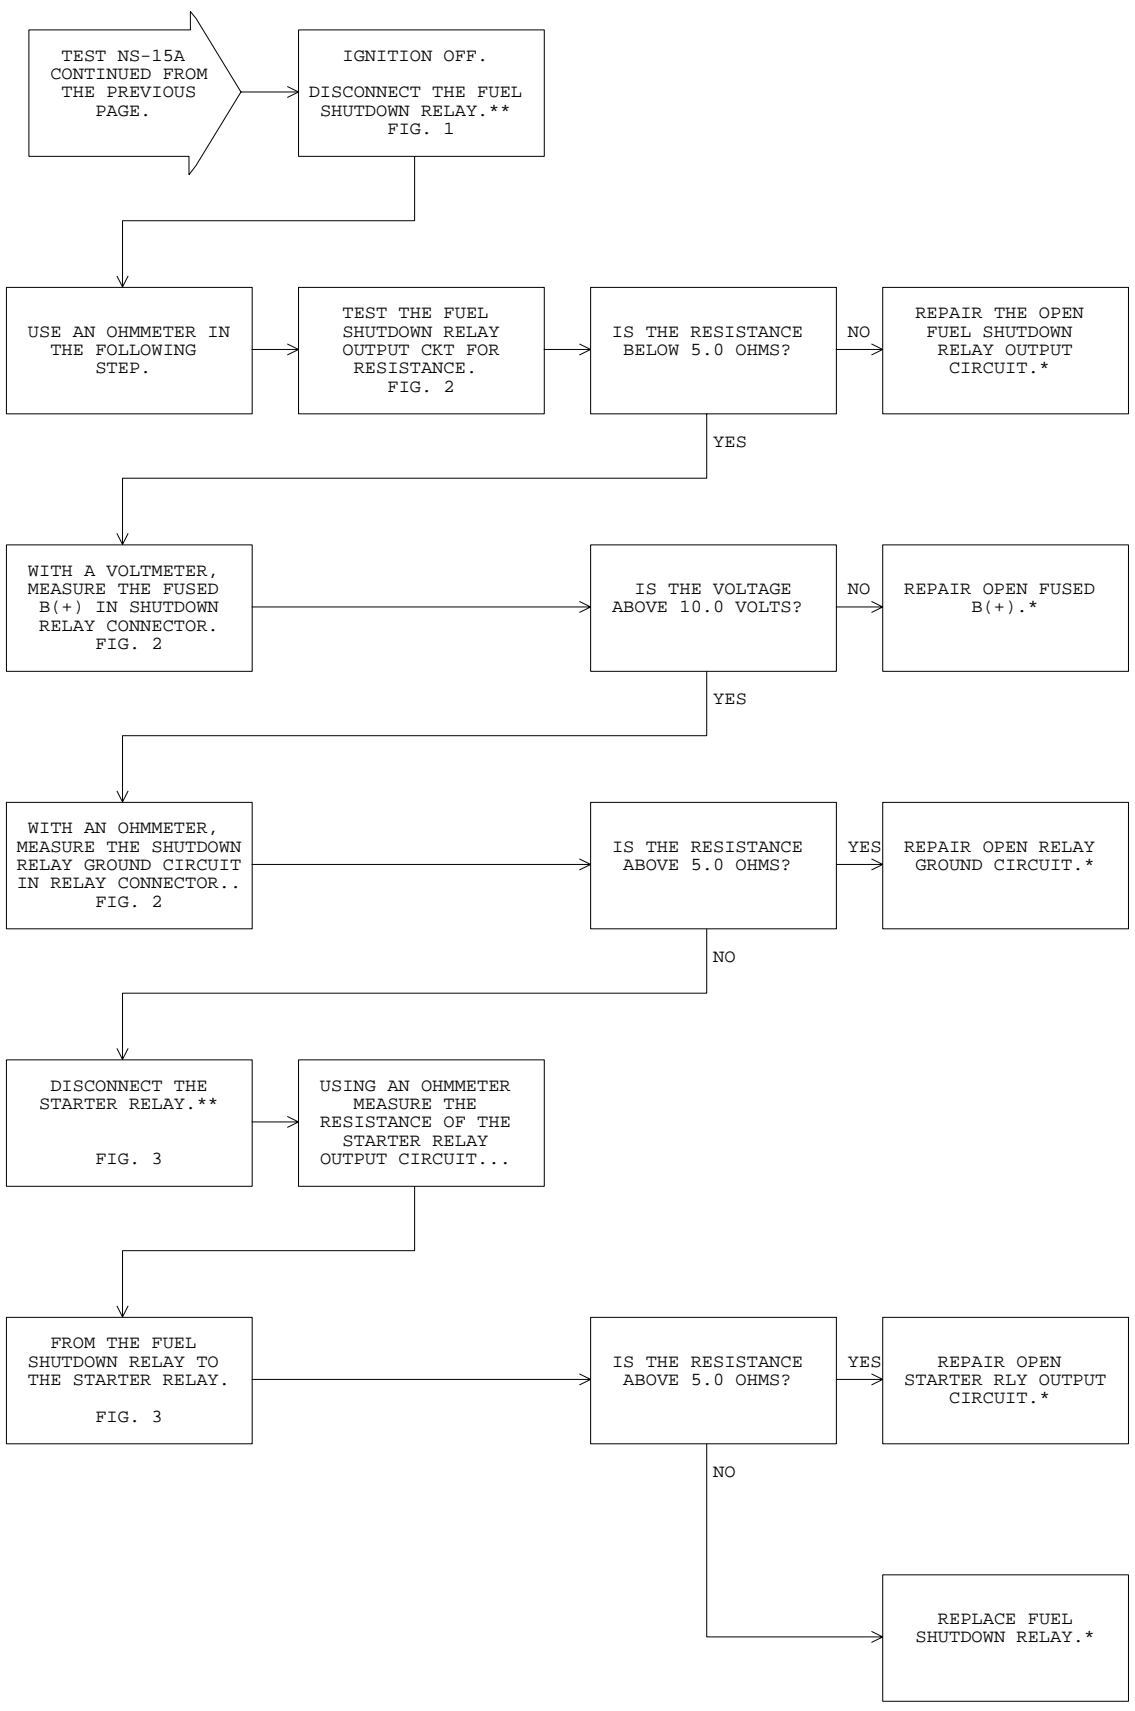 TEST NS-15A
CONTINUED FROM
THE PREVIOUS
PAGE.
IGNITION OFF.
DISCONNECT THE FUEL
SHUTDOWN RELAY.**
FIG. 1
USE AN OHMMETER IN
THE FOLLOWING
STEP.
TEST THE FUEL
SHUTDOWN RELAY
OUTPUT CKT FOR
RESISTANCE.
FIG. 2
IS THE RESISTANCE
BELOW 5.0 OHMS?
NO
REPAIR THE OPEN
FUEL SHUTDOWN
RELAY OUTPUT
CIRCUIT.*
YES
WITH A VOLTMETER,
MEASURE THE FUSED
B(+) IN SHUTDOWN
RELAY CONNECTOR.
FIG. 2
IS THE VOLTAGE
ABOVE 10.0 VOLTS?
NO
REPAIR OPEN FUSED
B(+).*
YES
WITH AN OHMMETER,
MEASURE THE SHUTDOWN
RELAY GROUND CIRCUIT
IN RELAY CONNECTOR..
FIG. 2
IS THE RESISTANCE
ABOVE 5.0 OHMS?
YES
REPAIR OPEN RELAY
GROUND CIRCUIT.*
NO
DISCONNECT THE
STARTER RELAY.**
FIG. 3
USING AN OHMMETER
MEASURE THE
RESISTANCE OF THE
STARTER RELAY
OUTPUT CIRCUIT...
FROM THE FUEL
SHUTDOWN RELAY TO
THE STARTER RELAY.
FIG. 3
IS THE RESISTANCE
ABOVE 5.0 OHMS?
YES
REPAIR OPEN
STARTER RLY OUTPUT
CIRCUIT.*
NO
REPLACE FUEL
SHUTDOWN RELAY.*